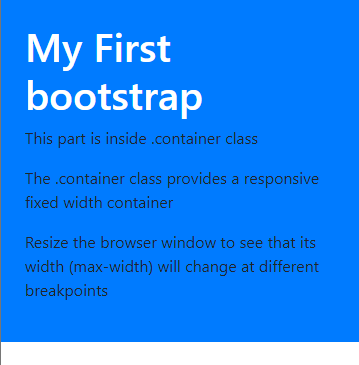 My First
bootstrap
This part is inside .container class
The .container class provides a responsive
fixed width container
Resize the browser window to see that its
width (max-width) will change at different
breakpoints